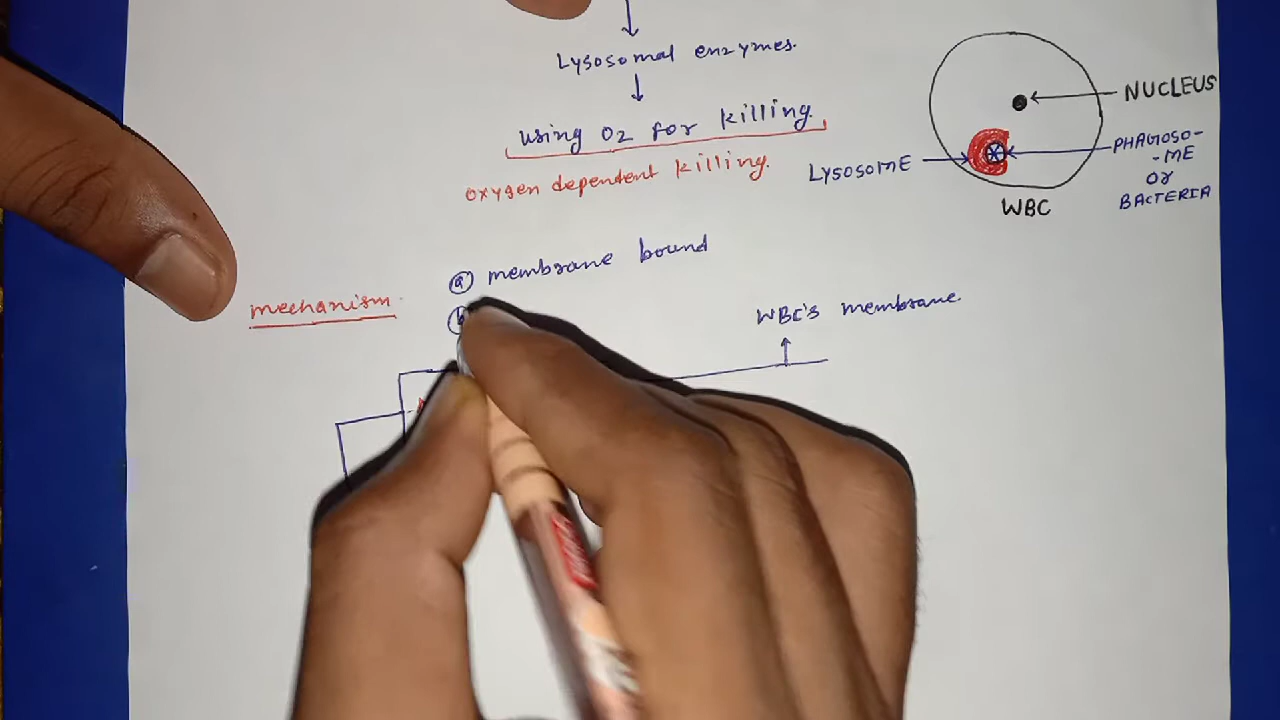 Lysosomal enzymes.
using O2 for killing.
oxygen dependent killing.
NUCLEUS
LYSOSOME
PHAGOSO-
-ME
or
BACTERIA
WBC
(a) membrane bound
mechanism
(b
WBC's membrane.